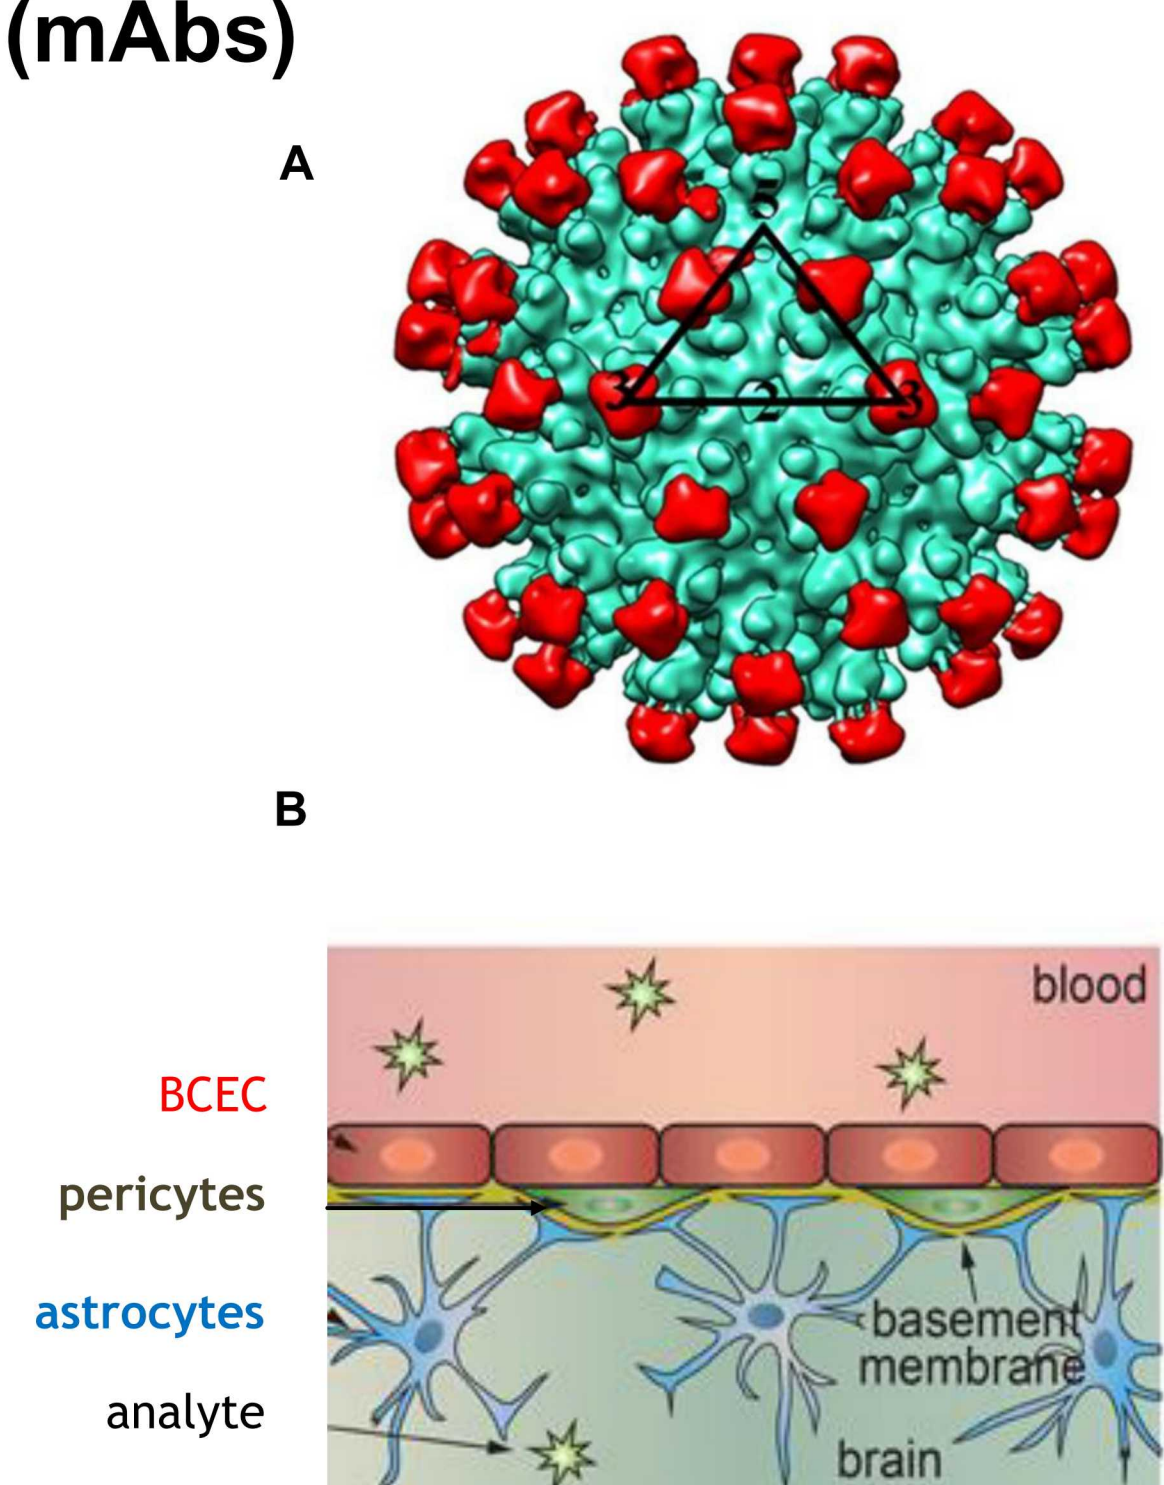 (mAbs)
A
5
3 2 3
B
blood
BCEC
pericytes
astrocytes
basement
membrane
analyte
brain